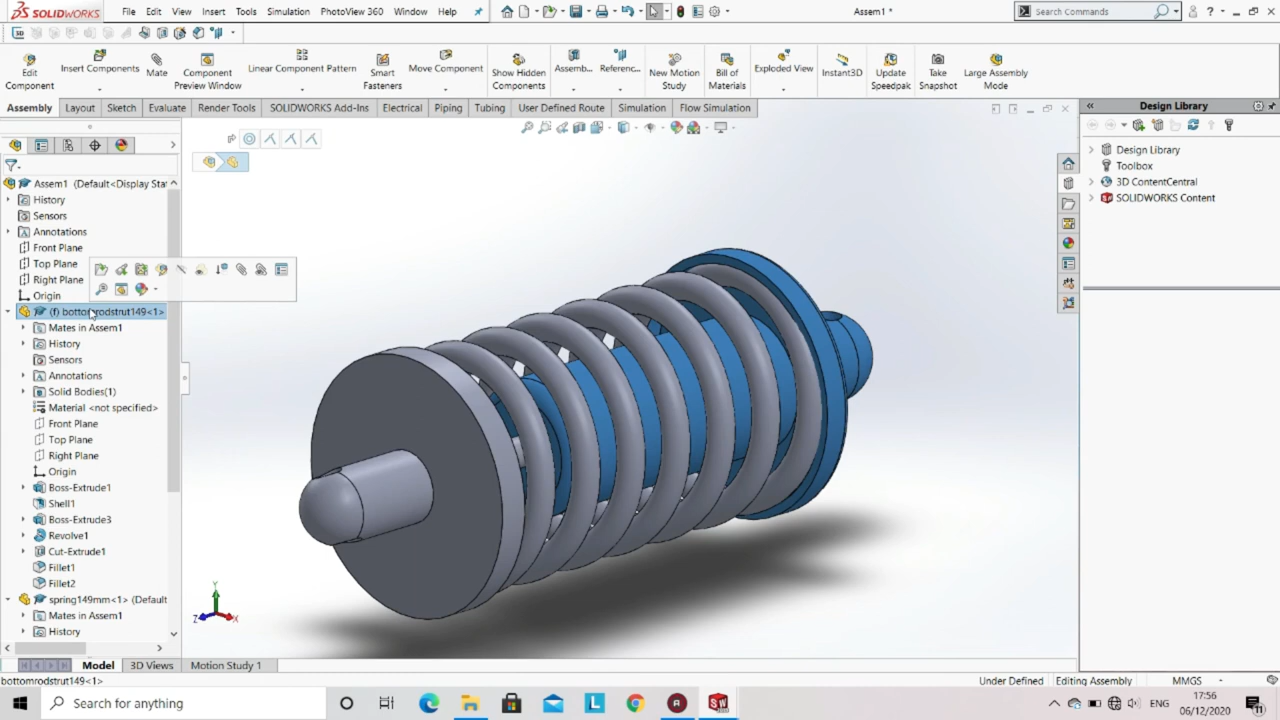 SOLIDWORKS File Edit View Insert Tools Simulation PhotoView 360 Window Help Assem1 * Search Commands ?
3D
Edit Component Insert Components Mate Component Preview Window Linear Component Pattern Smart Fasteners Move Component Show Hidden Components Assemb... Referenc... New Motion Study Bill of Materials Exploded View Instant3D Update Speedpak Take Snapshot Large Assembly Mode
Assembly Layout Sketch Evaluate Render Tools SOLIDWORKS Add-Ins Electrical Piping Tubing User Defined Route Simulation Flow Simulation
Assem1 (Default<Display Sta
History
Sensors
Annotations
Front Plane
Top Plane
Right Plane
Origin
(f) bottomrodstrut149<1>
Mates in Assem1
History
Sensors
Annotations
Solid Bodies(1)
Material <not specified>
Front Plane
Top Plane
Right Plane
Origin
Boss-Extrude1
Shell1
Boss-Extrude3
Revolve1
Cut-Extrude1
Fillet1
Fillet2
spring149mm<1> (Default
Mates in Assem1
History
Y
Z
X
Design Library
Design Library
Toolbox
3D ContentCentral
SOLIDWORKS Content
Model 3D Views Motion Study 1
bottomrodstrut149<1> Under Defined Editing Assembly MMGS
Search for anything L SW ENG 17:56
06/12/2020 11